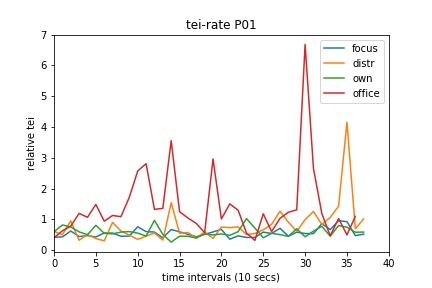 tei-rate P01
7
6
5
4
3
2
1
0
relative tei
0 5 10 15 20 25 30 35 40
time intervals (10 secs)
focus
distr
own
office